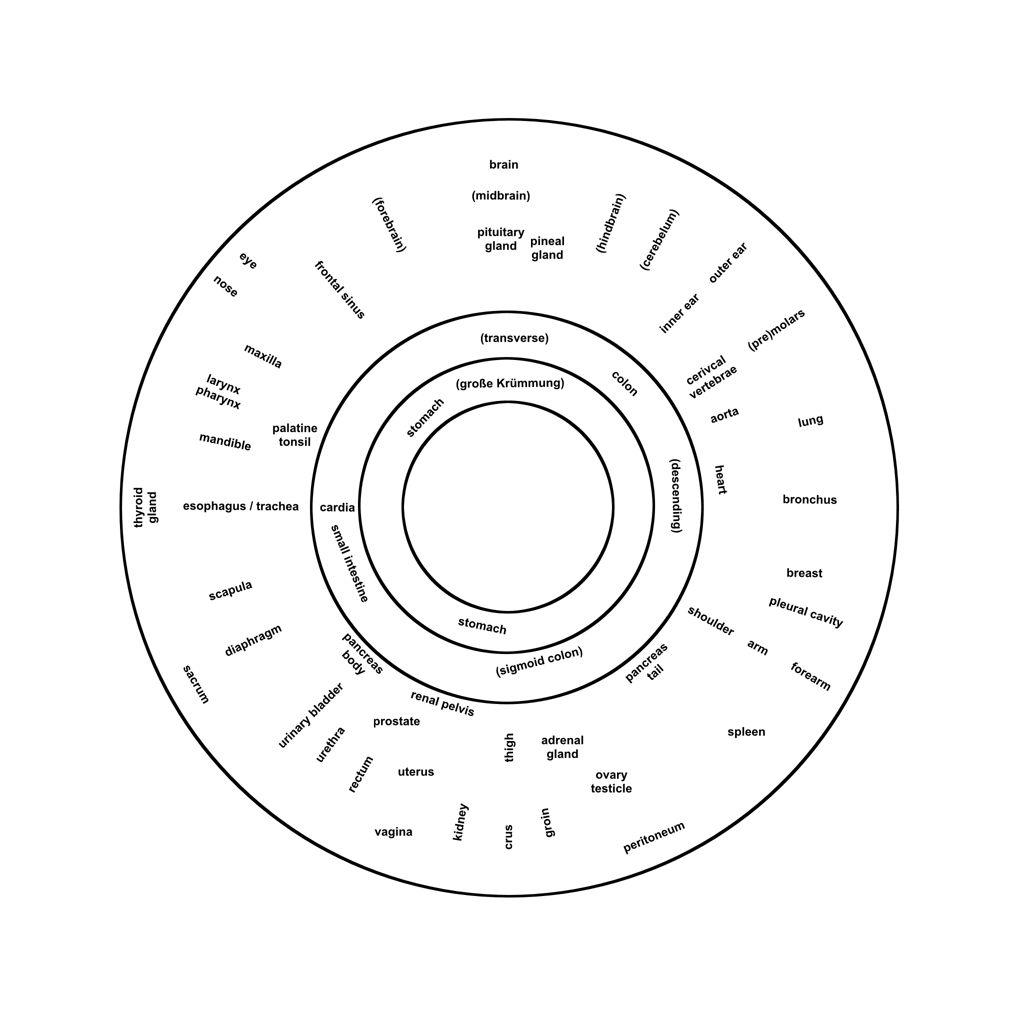 brain
(midbrain)
(forebrain)
(hindbrain)
(cerebelum)
pituitary
gland
pineal
gland
eye
nose
frontal sinus
outer ear
inner ear
(pre)molars
(transverse)
maxilla
cerivcal
vertebrae
(große Krümmung)
colon
larynx
pharynx
stomach
aorta
lung
mandible
palatine
tonsil
heart
(descending)
thyroid
gland
esophagus / trachea
cardia
bronchus
small intestine
breast
scapula
pleural cavity
shoulder
stomach
diaphragm
arm
forearm
pancreas
body
(sigmoid colon)
pancreas
tail
sacrum
renal pelvis
urinary bladder
prostate
urethra
spleen
thigh
adrenal
gland
rectum
uterus
ovary
testicle
vagina
kidney
crus
groin
peritoneum